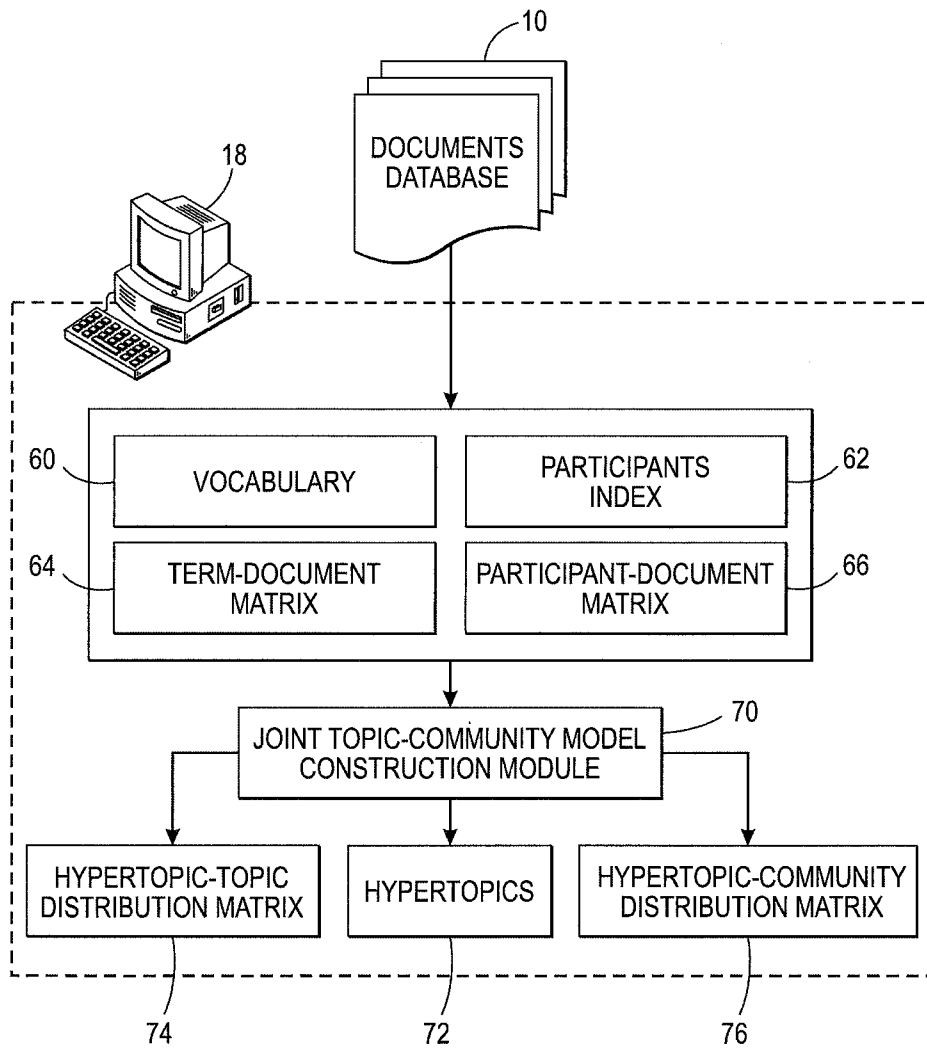 10
DOCUMENTS
DATABASE
18
60
VOCABULARY
PARTICIPANTS
INDEX
62
64
TERM-DOCUMENT
MATRIX
PARTICIPANT-DOCUMENT
MATRIX
66
JOINT TOPIC-COMMUNITY MODEL
CONSTRUCTION MODULE
70
HYPERTOPIC-TOPIC
DISTRIBUTION MATRIX
HYPERTOPICS
HYPERTOPIC-COMMUNITY
DISTRIBUTION MATRIX
74
72
76